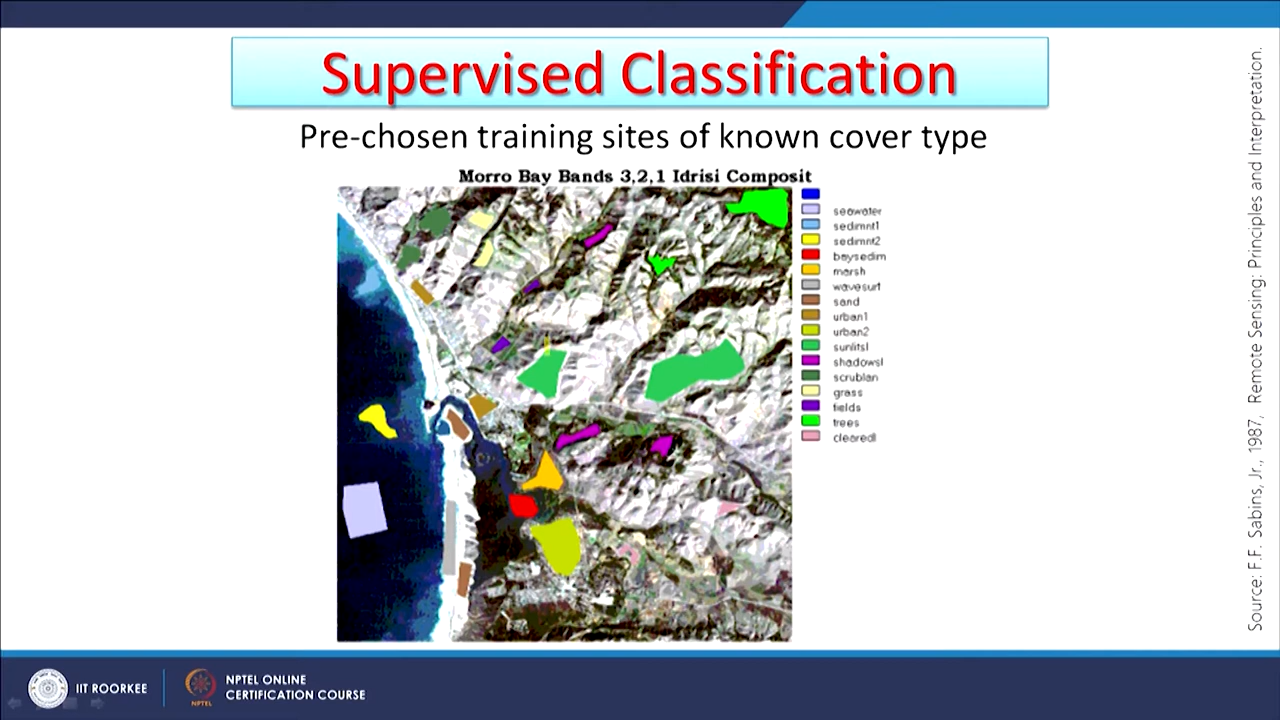 Supervised Classification
Pre-chosen training sites of known cover type
Morro Bay Bands 3,2,1 Idrisi Composit
seawater
sedimnt1
sedimnt2
baysedim
marsh
wavesurf
sand
urban1
urban2
sunlitsl
shadowsl
scrublan
grass
fields
trees
cleared1
Source: F.F. Sabins, Jr., 1987, Remote Sensing: Principles and Interpretation.
IIT ROORKEE
NPTEL
NPTEL ONLINE
CERTIFICATION COURSE